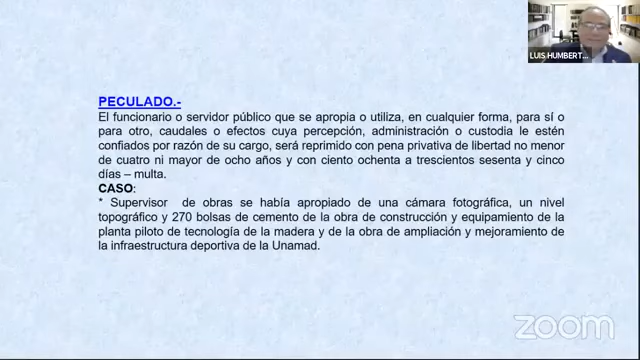 LUIS HUMBERT...
PECULADO.-
El funcionario o servidor público que se apropia o utiliza, en cualquier forma, para sí o
para otro, caudales o efectos cuya percepción, administración o custodia le estén
confiados por razón de su cargo, será reprimido con pena privativa de libertad no menor
de cuatro ni mayor de ocho años y con ciento ochenta a trescientos sesenta y cinco
días – multa.
CASO:
* Supervisor de obras se había apropiado de una cámara fotográfica, un nivel
topográfico y 270 bolsas de cemento de la obra de construcción y equipamiento de la
planta piloto de tecnología de la madera y de la obra de ampliación y mejoramiento de
la infraestructura deportiva de la Unamad.
zoom